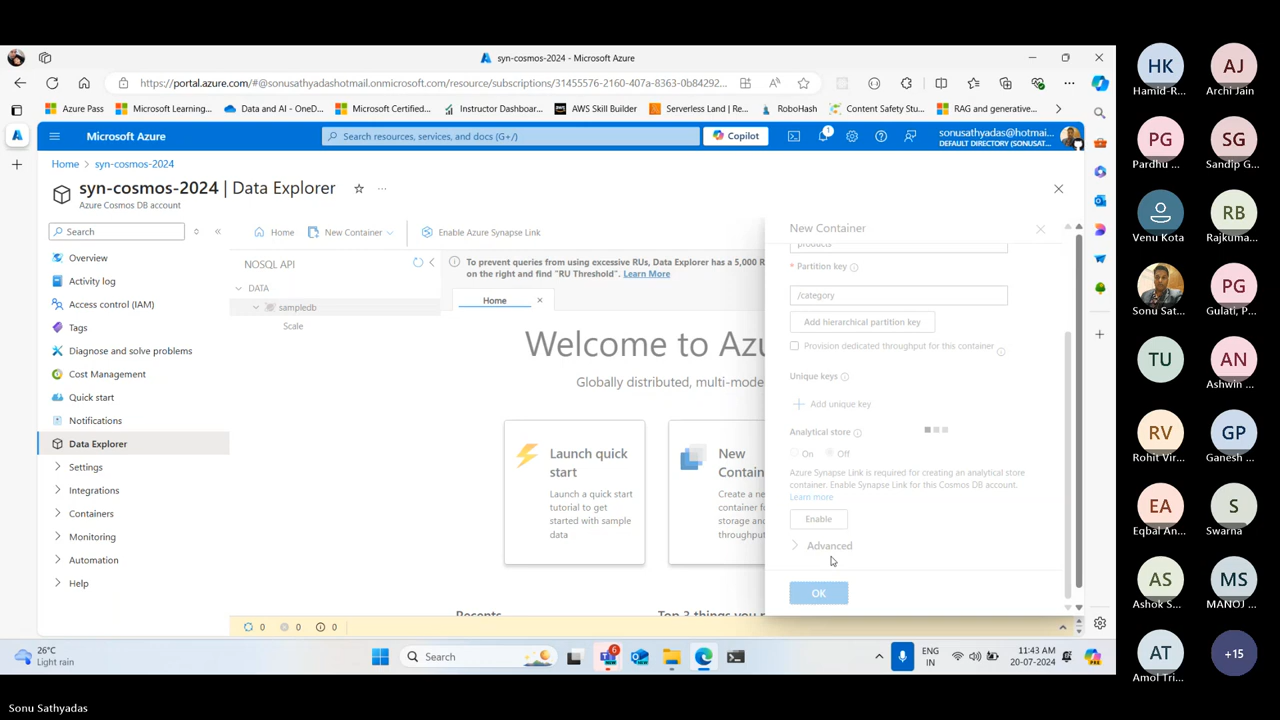 syn-cosmos-2024 - Microsoft Azure
https://portal.azure.com/#@sonusathyadashotmail.onmicrosoft.com/resource/subscriptions/31455576-2160-407a-8363-0b84292...
Azure Pass
Microsoft Learning...
Data and AI - OneD...
Microsoft Certified...
Instructor Dashboar...
AWS Skill Builder
Serverless Land | Re...
RoboHash
Content Safety Stu...
RAG and generative...
Microsoft Azure
Search resources, services, and docs (G+/)
Copilot
1
sonusathyadas@hotmai...
DEFAULT DIRECTORY (SONUSAT...
Home > syn-cosmos-2024
syn-cosmos-2024 | Data Explorer
Azure Cosmos DB account
Search
Overview
Activity log
Access control (IAM)
Tags
Diagnose and solve problems
Cost Management
Quick start
Notifications
Data Explorer
Settings
Integrations
Containers
Monitoring
Automation
Help
Home
New Container
Enable Azure Synapse Link
NOSQL API
DATA
sampledb
Scale
To prevent queries from using excessive RUs, Data Explorer has a 5,000 R
on the right and find "RU Threshold". Learn More
Home
Welcome to Azu
Globally distributed, multi-mode
Launch quick
start
Launch a quick start
tutorial to get
started with sample
data
New
Contain
Create a ne
container fo
storage and
throughput
Recents
Top 3 things you n
0
0
0
New Container
products
* Partition key
/category
Add hierarchical partition key
Provision dedicated throughput for this container
Unique keys
Add unique key
Analytical store
On
Off
Azure Synapse Link is required for creating an analytical store
container. Enable Synapse Link for this Cosmos DB account.
Learn more
Enable
Advanced
OK
26°C
Light rain
Search
6
ENG
IN
11:43 AM
20-07-2024
HK
Hamid-R...
AJ
Archi Jain
PG
Pardhu ...
SG
Sandip G...
Venu Kota
RB
Rajkuma...
Sonu Sat...
PG
Gulati, P...
TU
AN
Ashwin ...
RV
Rohit Vir...
GP
Ganesh ...
EA
Eqbal An...
S
Swarna
AS
Ashok S...
MS
MANOJ ...
AT
Amol Tri...
+15
Sonu Sathyadas